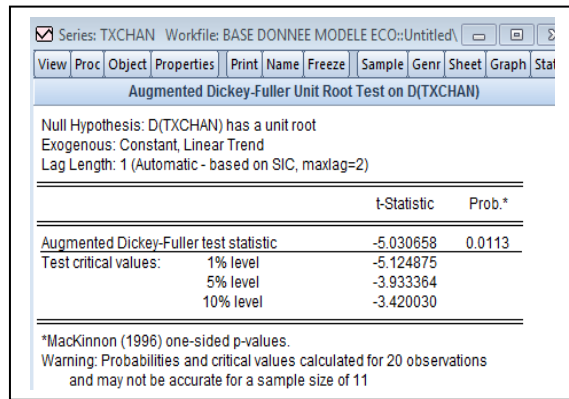 Series: TXCHAN Workfile: BASE DONNEE MODELE ECO::Untitled\
View Proc Object Properties Print Name Freeze Sample Genr Sheet Graph Stat
Augmented Dickey-Fuller Unit Root Test on D(TXCHAN)
Null Hypothesis: D(TXCHAN) has a unit root
Exogenous: Constant, Linear Trend
Lag Length: 1 (Automatic - based on SIC, maxlag=2)
t-Statistic Prob.*
Augmented Dickey-Fuller test statistic -5.030658 0.0113
Test critical values: 1% level -5.124875
5% level -3.933364
10% level -3.420030
*MacKinnon (1996) one-sided p-values.
Warning: Probabilities and critical values calculated for 20 observations
and may not be accurate for a sample size of 11